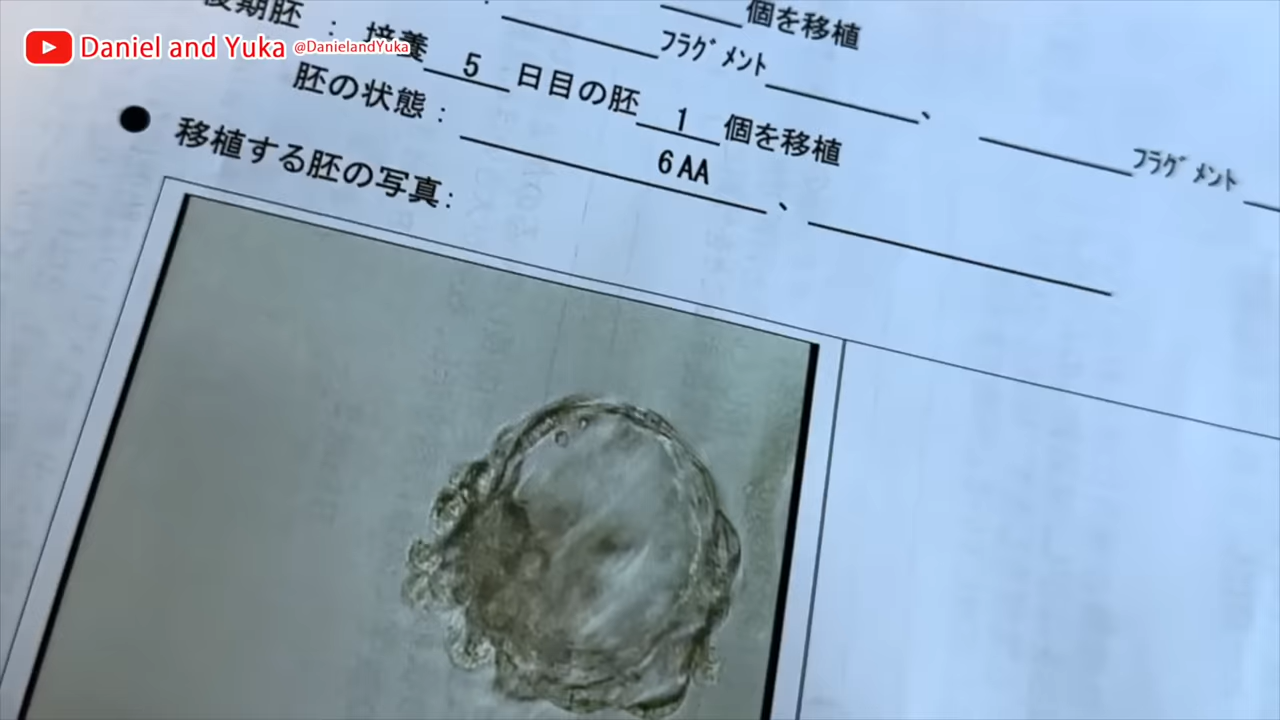 Daniel and Yuka @DanielandYuka
個を移植
後期胚 : 培養 5 日目の胚 1 個を移植
ﾌﾗｸﾞﾒﾝﾄ 、 ﾌﾗｸﾞﾒﾝﾄ
胚の状態 : 6AA 、
● 移植する胚の写真: